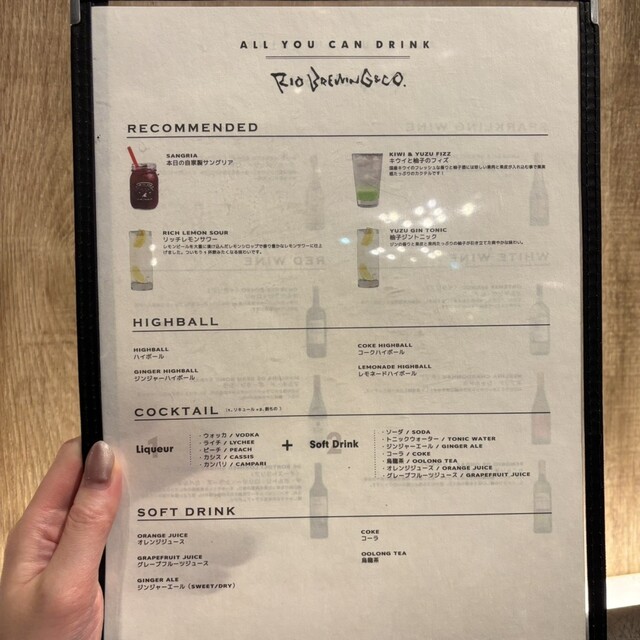 ALL YOU CAN DRINK
RIO BREWING&CO.
RECOMMENDED
SANGRIA
本日の自家製サングリア
KIWI & YUZU FIZZ
キウイと柚子のフィズ
RICH LEMON SOUR
リッチレモンサワー
YUZU GIN TONIC
柚子ジントニック
HIGHBALL
HIGHBALL
ハイボール
COKE HIGHBALL
コークハイボール
GINGER HIGHBALL
ジンジャーハイボール
LEMONADE HIGHBALL
レモネードハイボール
COCKTAIL
1
Liqueur
・ウォッカ / VODKA
・ライチ / LYCHEE
・ピーチ / PEACH
・カシス / CASSIS
・カンパリ / CAMPARI
+
2
Soft Drink
・ソーダ / SODA
・トニックウォーター / TONIC WATER
・ジンジャーエール / GINGER ALE
・コーラ / COKE
・烏龍茶 / OOLONG TEA
・オレンジジュース / ORANGE JUICE
・グレープフルーツジュース / GRAPEFRUIT JUICE
SOFT DRINK
ORANGE JUICE
オレンジジュース
COKE
コーラ
GRAPEFRUIT JUICE
グレープフルーツジュース
OOLONG TEA
烏龍茶
GINGER ALE
ジンジャーエール（SWEET/DRY）